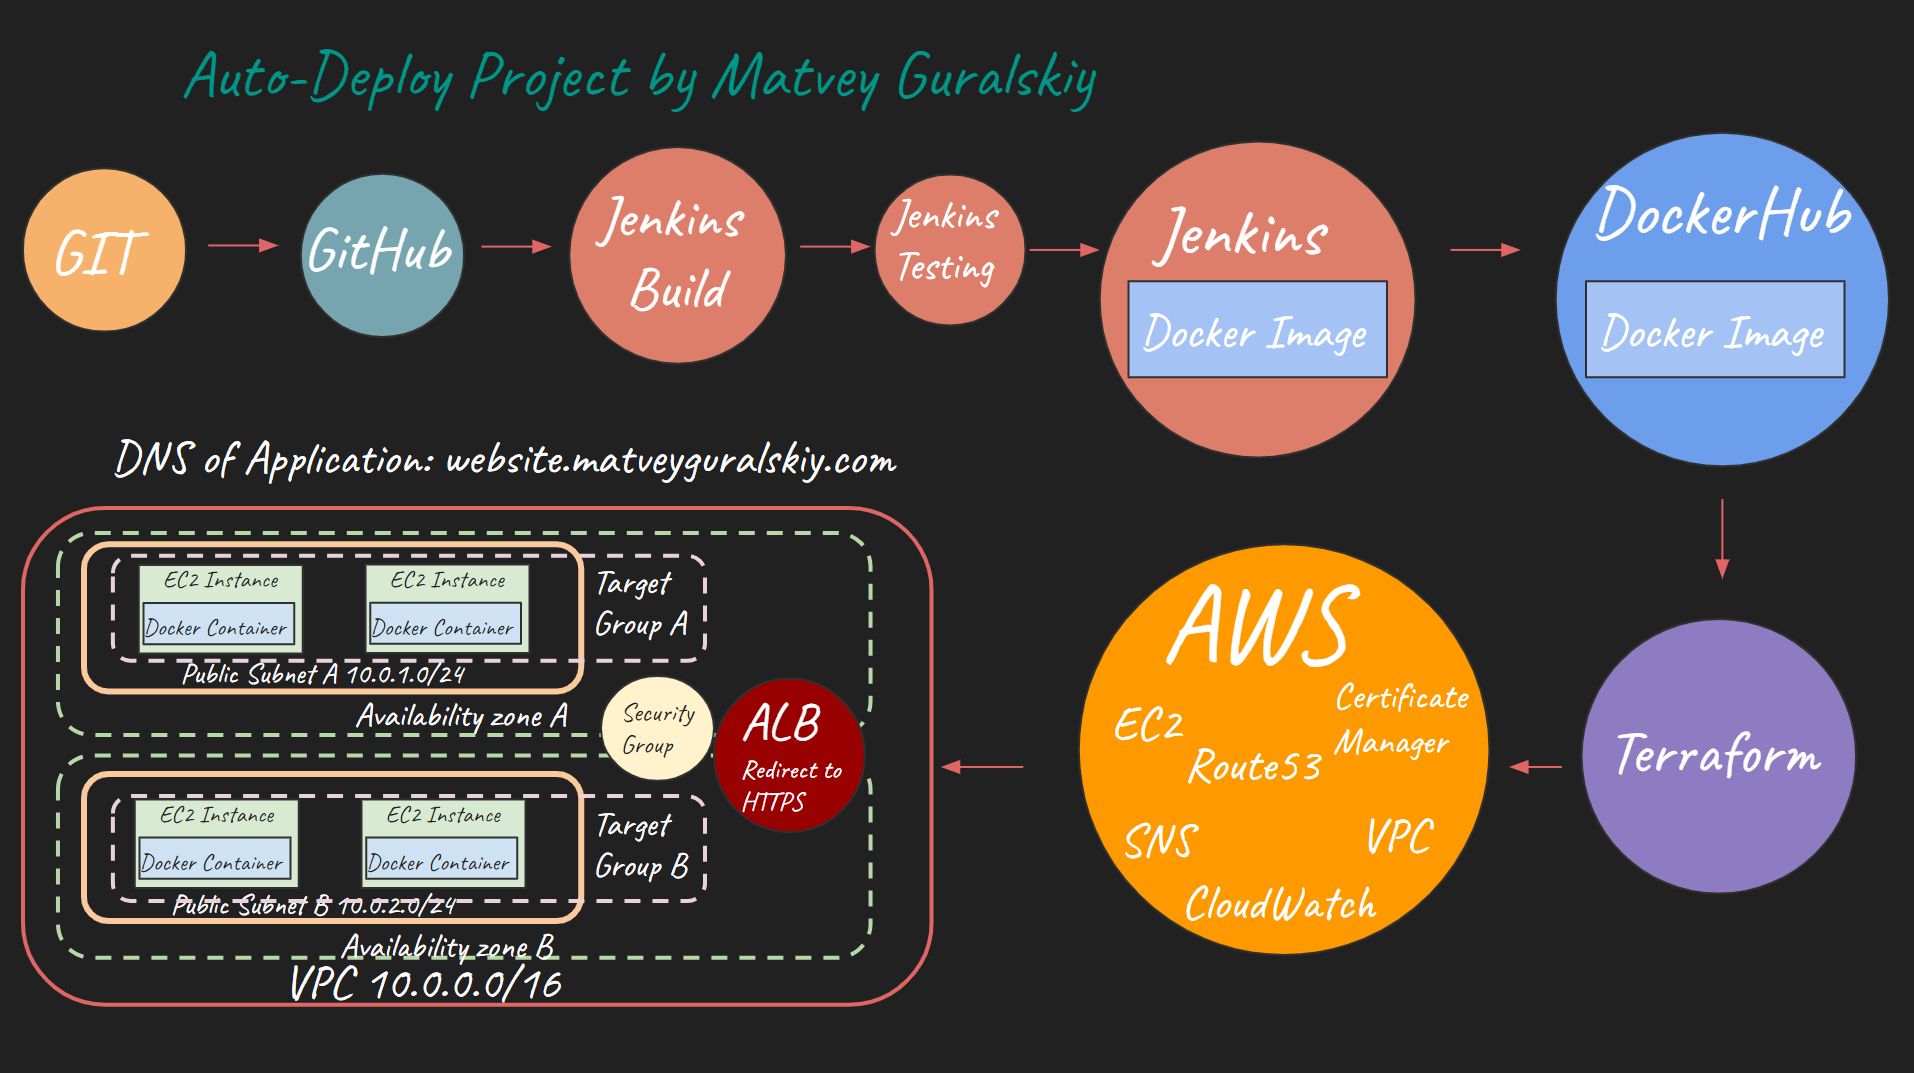 Auto-Deploy Project by Matvey Guralskiy
GIT
GitHub
Jenkins
Build
Jenkins
Testing
Jenkins
Docker Image
DockerHub
Docker Image
DNS of Application: website.matveyguralskiy.com
EC2 Instance
Docker Container
EC2 Instance
Docker Container
Target
Group A
Public Subnet A 10.0.1.0/24
Availability zone A
Security
Group
ALB
Redirect to
HTTPS
EC2 Instance
Docker Container
EC2 Instance
Docker Container
Target
Group B
Public Subnet B 10.0.2.0/24
Availability zone B
VPC 10.0.0.0/16
AWS
Certificate
Manager
EC2
Route53
SNS
VPC
CloudWatch
Terraform